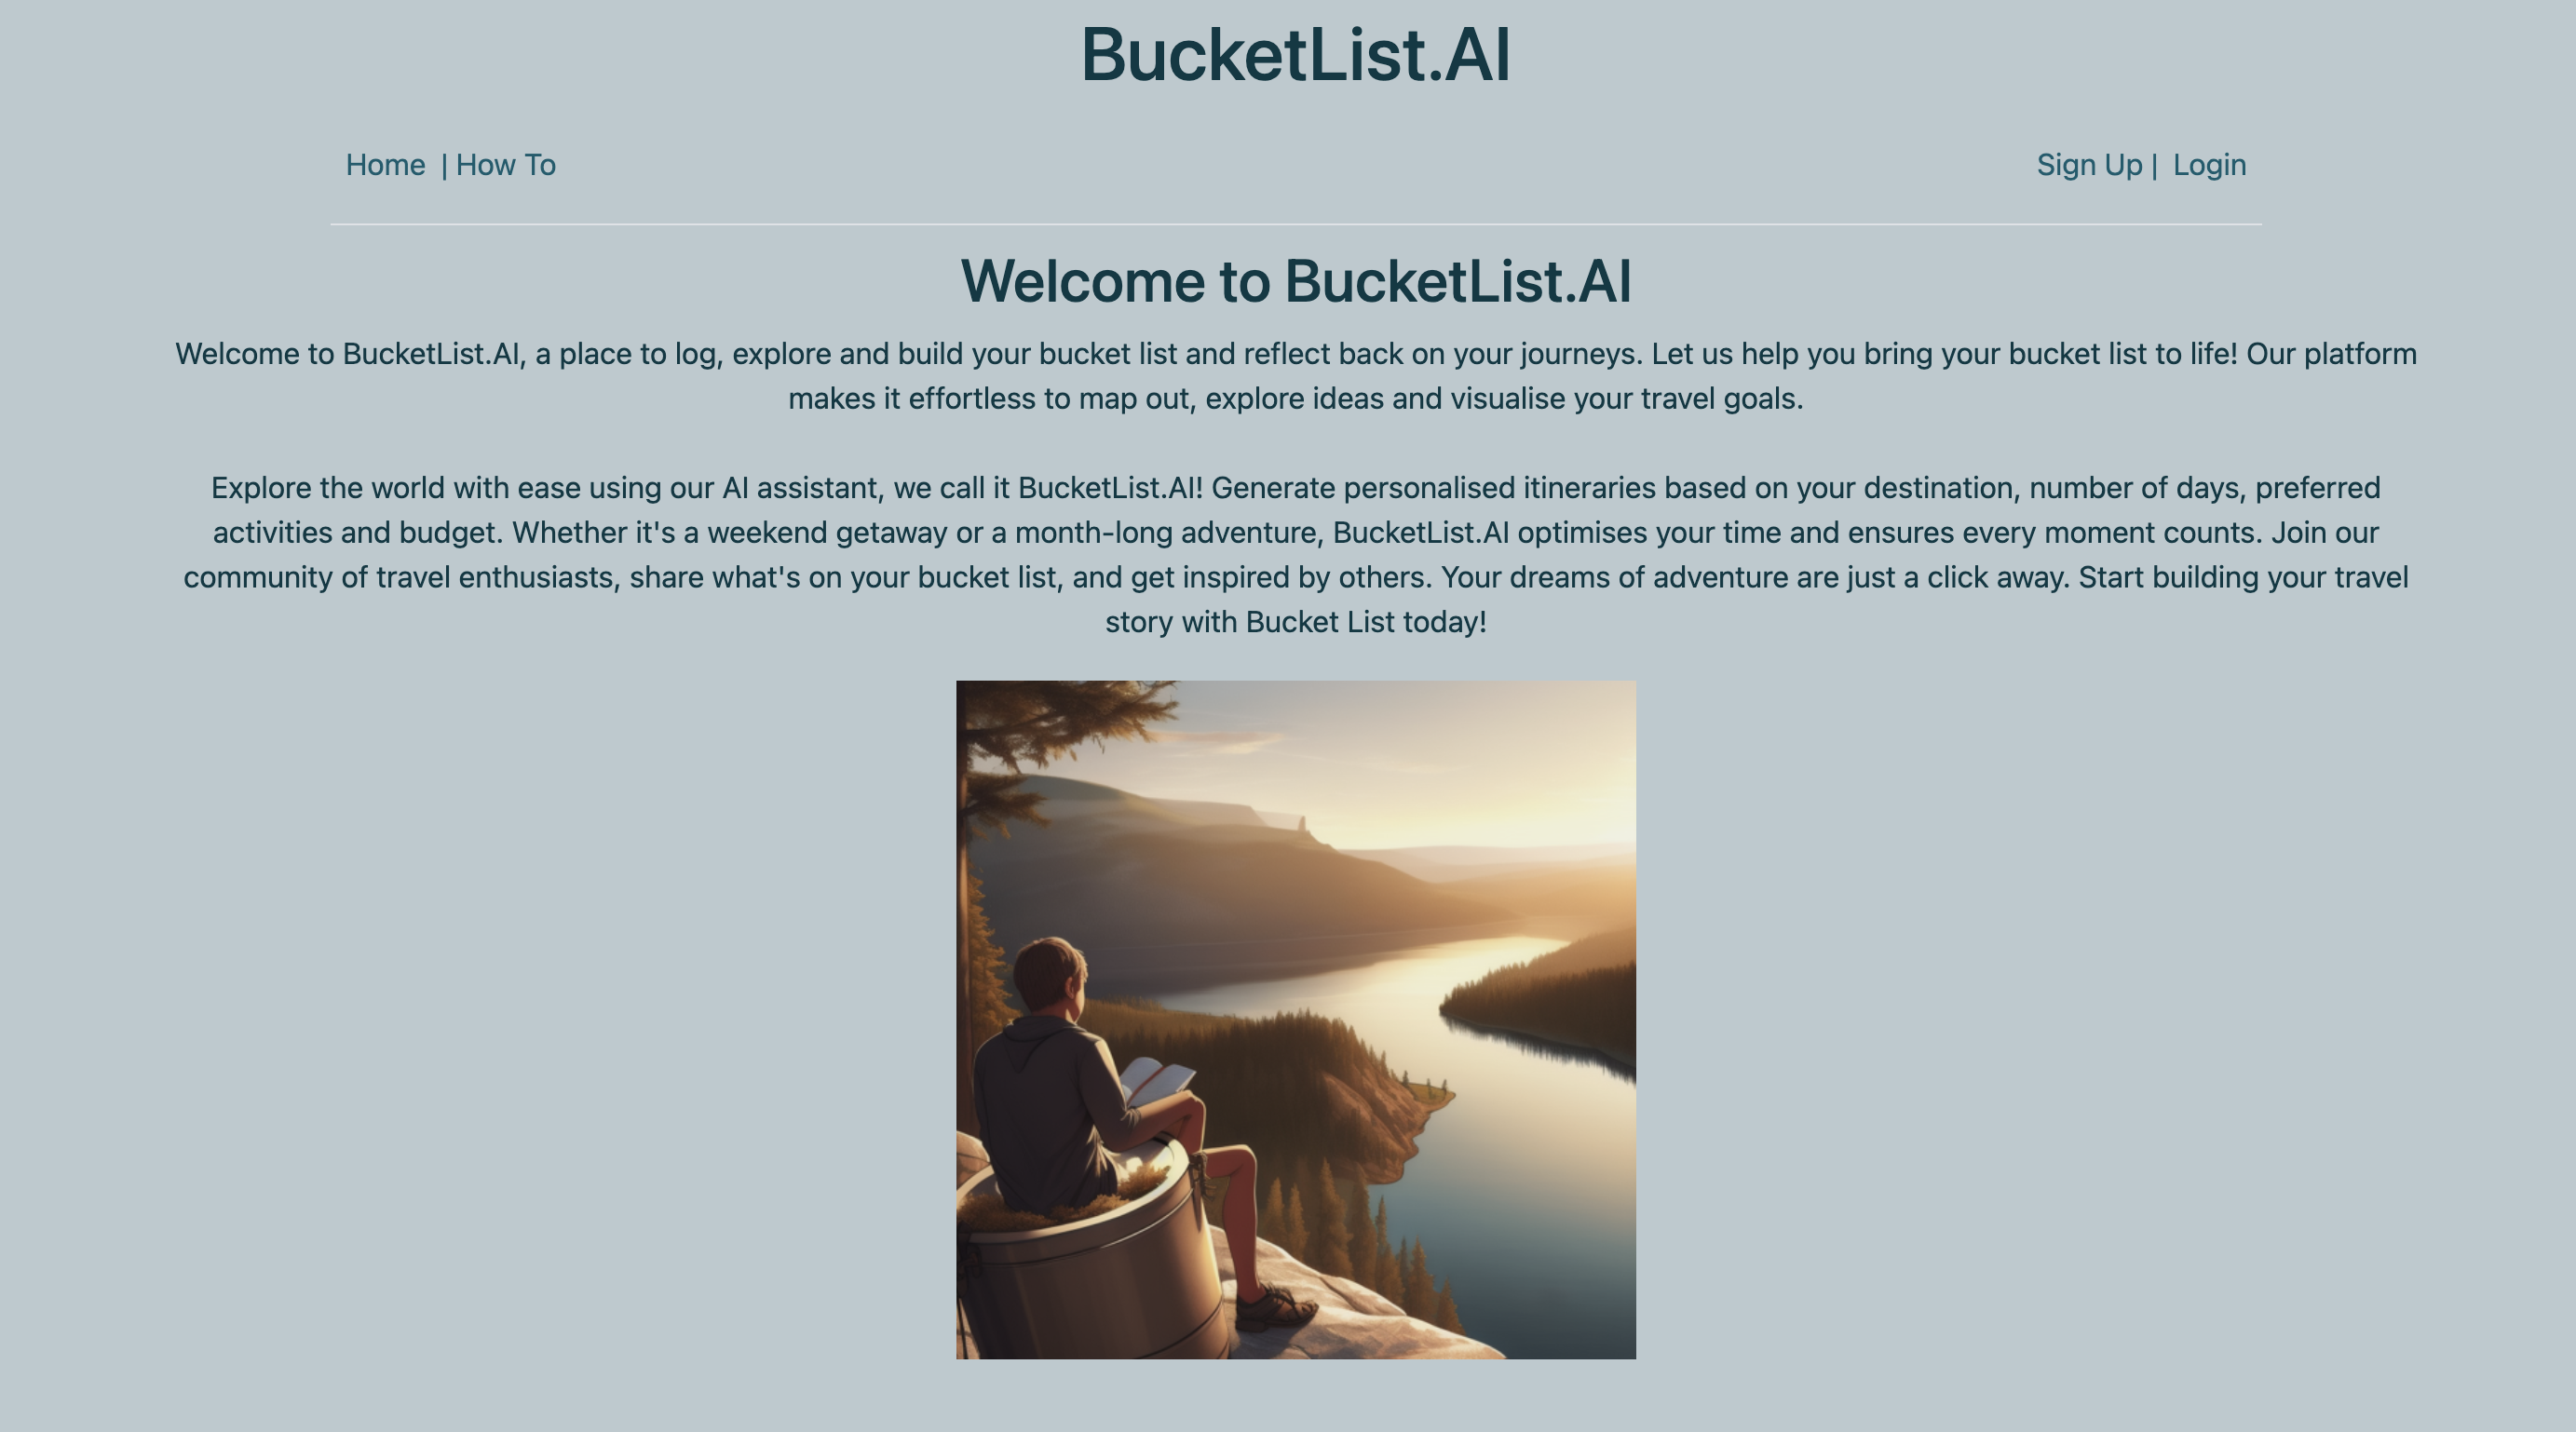 BucketList.AI
Home | How To
Sign Up | Login
Welcome to BucketList.AI
Welcome to BucketList.AI, a place to log, explore and build your bucket list and reflect back on your journeys. Let us help you bring your bucket list to life! Our platform
makes it effortless to map out, explore ideas and visualise your travel goals.
Explore the world with ease using our AI assistant, we call it BucketList.AI! Generate personalised itineraries based on your destination, number of days, preferred
activities and budget. Whether it's a weekend getaway or a month-long adventure, BucketList.AI optimises your time and ensures every moment counts. Join our
community of travel enthusiasts, share what's on your bucket list, and get inspired by others. Your dreams of adventure are just a click away. Start building your travel
story with Bucket List today!